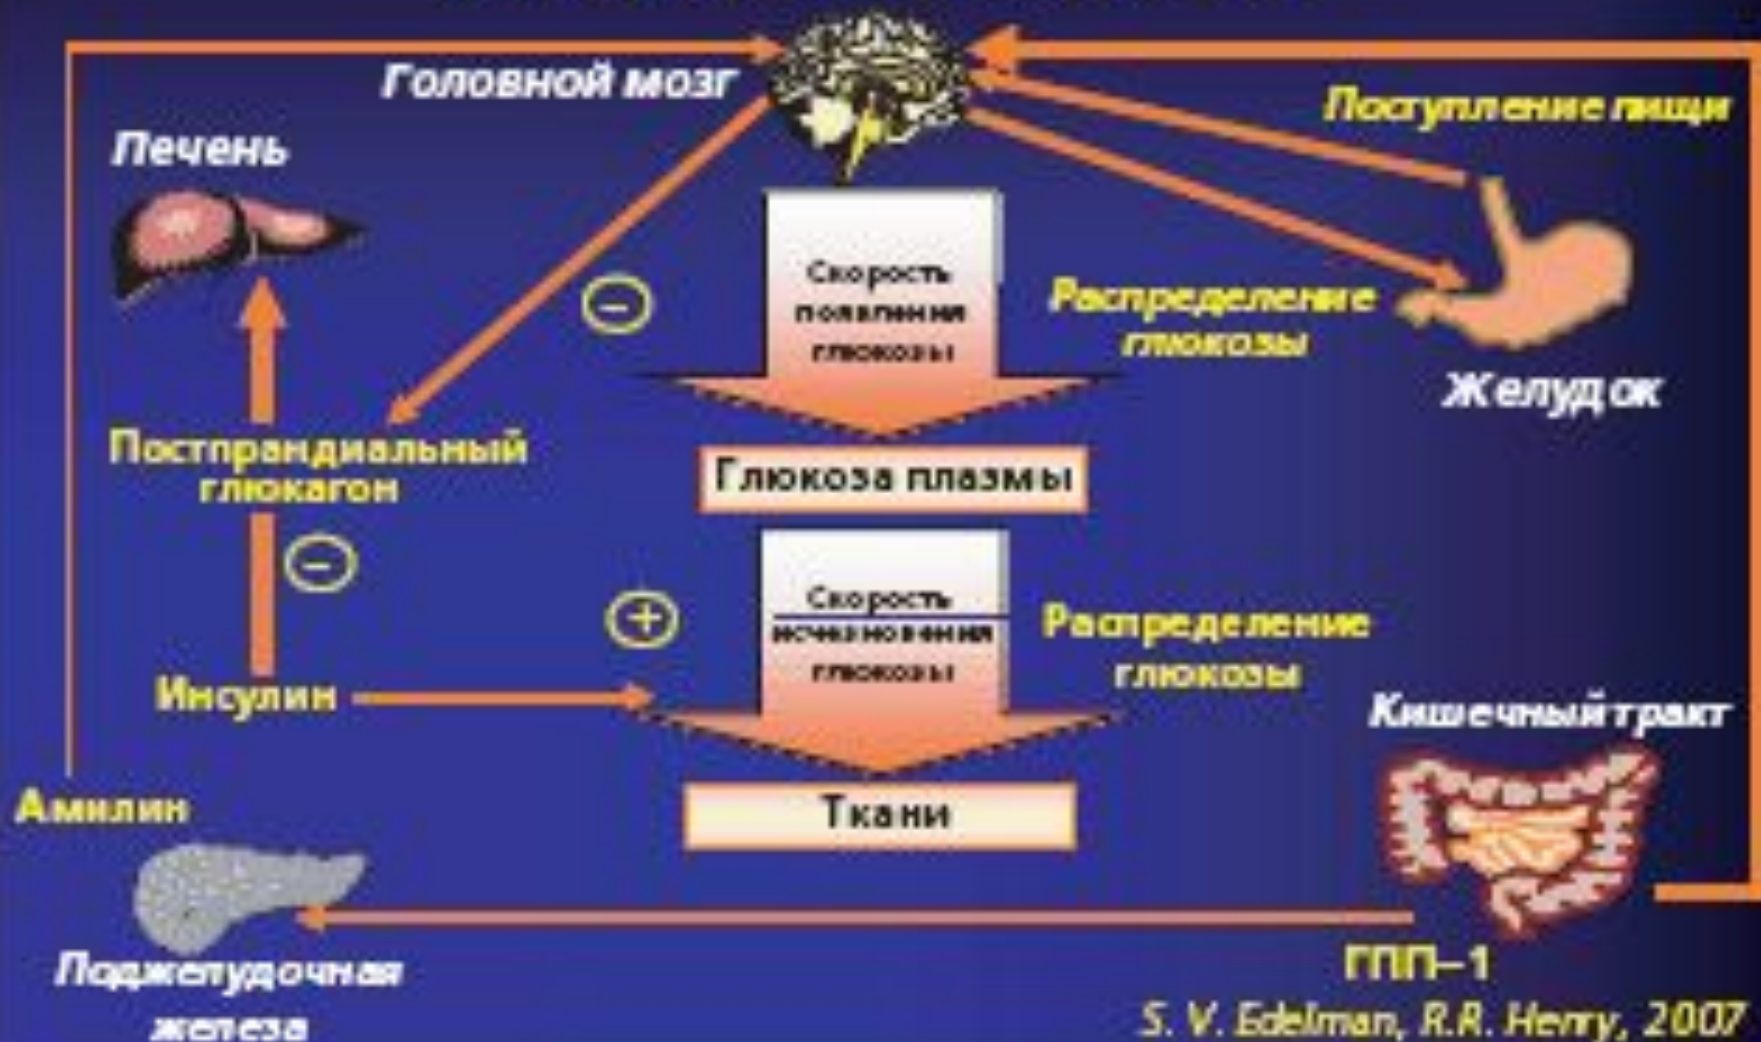 Головной мозг
Поступление пищи
Печень
Скорость
появления
глюкозы
Распределение
глюкозы
Желудок
Постпрандиальный
глюкагон
Глюкоза плазмы
Скорость
исчезновения
глюкозы
Распределение
глюкозы
Инсулин
Кишечный тракт
Амилин
Ткани
Поджелудочная
железа
ГПП–1
S. V. Edelman, R.R. Henry, 2007